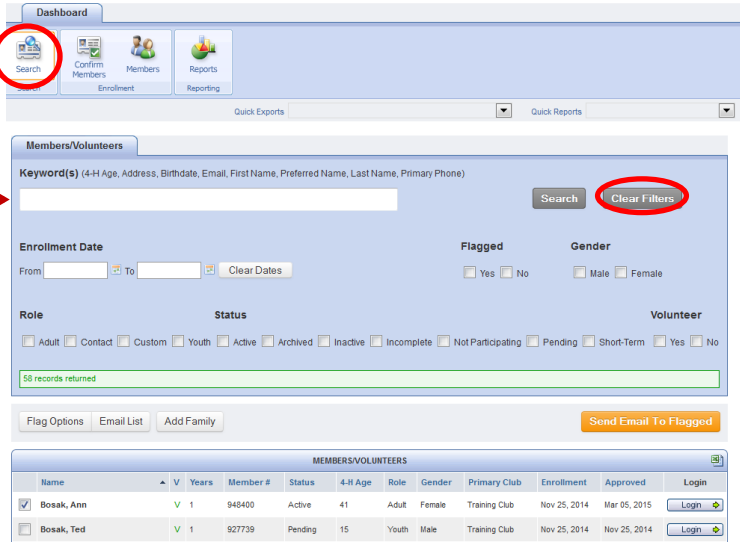 Dashboard
Search
Confirm Members
Members
Reports
Search
Enrollment
Reporting
Quick Exports
Quick Reports
Members/Volunteers
Keyword(s) (4-H Age, Address, Birthdate, Email, First Name, Preferred Name, Last Name, Primary Phone)
Search Clear Filters
Enrollment Date Flagged Gender
From To Clear Dates Yes No Male Female
Role Status Volunteer
Adult Contact Custom Youth Active Archived Inactive Incomplete Not Participating Pending Short-Term Yes No
58 records returned
Flag Options Email List Add Family Send Email To Flagged
MEMBERS/VOLUNTEERS
Name V Years Member # Status 4-H Age Role Gender Primary Club Enrollment Approved Login
Bosak, Ann V 1 948400 Active 41 Adult Female Training Club Nov 25, 2014 Mar 05, 2015 Login
Bosak, Ted V 1 927739 Pending 15 Youth Male Training Club Nov 25, 2014 Nov 25, 2014 Login